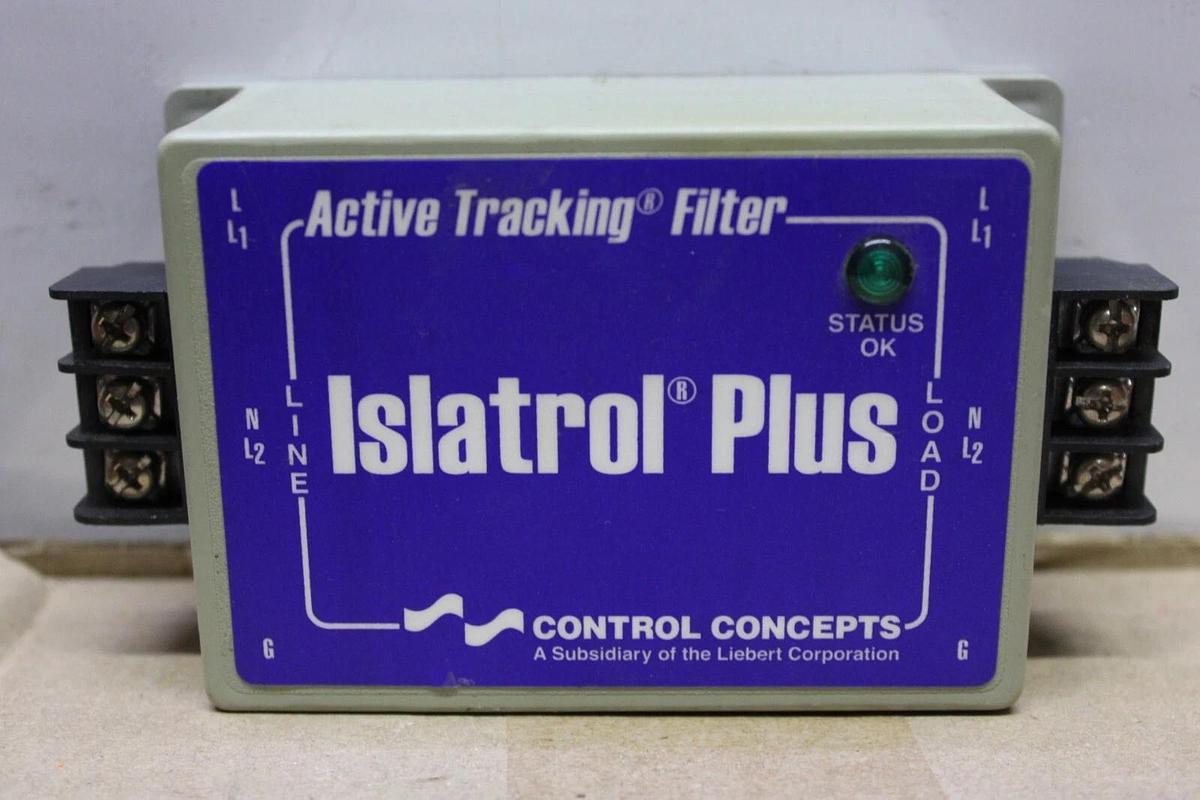 L
L1
Active Tracking® Filter
L
L1
STATUS
OK
LINE
Islatrol® Plus
LOAD
N
L2
N
L2
G
CONTROL CONCEPTS
A Subsidiary of the Liebert Corporation
G